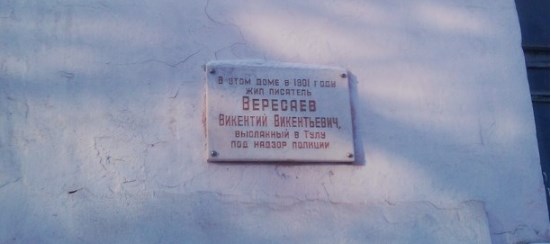 В этом доме в 1901 году
жил писатель
Вересаев
Викентий Викентьевич,
высланный в Тулу
под надзор полиции